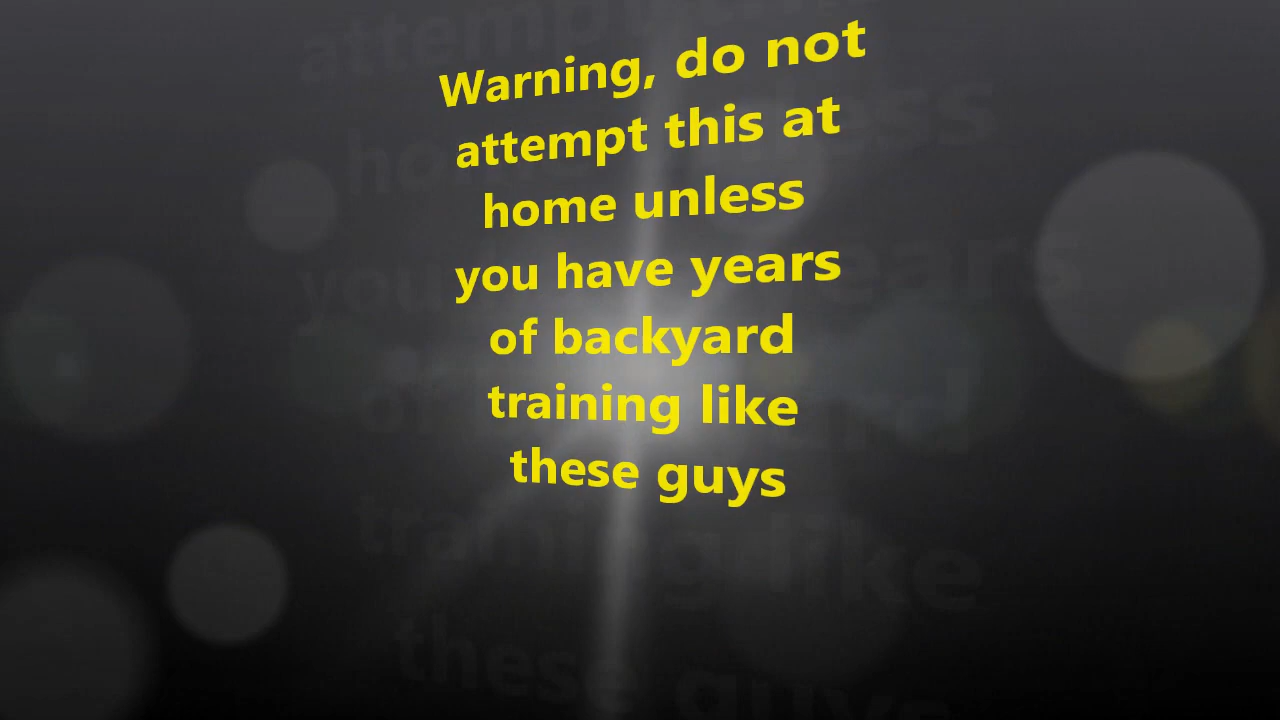 Warning, do not
attempt this at
home unless
you have years
of backyard
training like
these guys